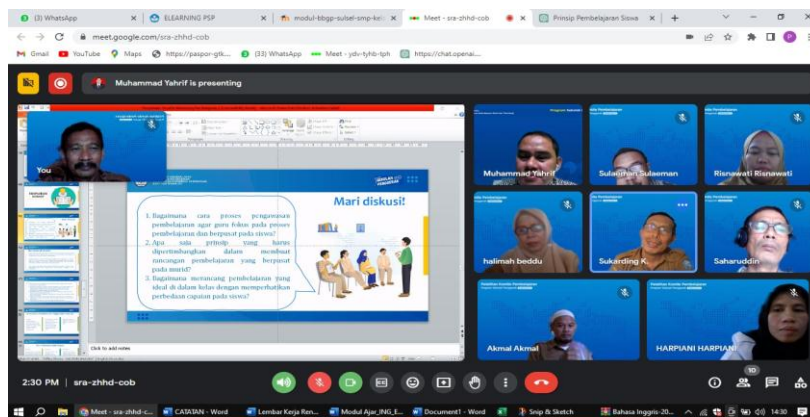 (3) WhatsApp
ELEARNING PSP
modul-bbgp-sulsel-smp-kel
Meet - sra-zhhd-cob
Prinsip Pembelajaran Siswa
meet.google.com/sra-zhhd-cob
Gmail
YouTube
Maps
https://paspor-gtk...
(33) WhatsApp
Meet - ydv-tyhb-tph
https://chat.openai....
Muhammad Yahrif is presenting
You
Mari diskusi!
1. Bagaimana cara proses pengawasan
pembelajaran agar guru fokus pada proses
pembelajaran dan berpusat pada siswa?
2. Apa saja prinsip yang harus
dipertimbangkan dalam membuat
rancangan pembelajaran yang berpusat
pada murid?
3. Bagaimana merancang pembelajaran yang
ideal di dalam kelas dengan memperhatikan
perbedaan capaian pada siswa?
Click to add notes
Muhammad Yahrif
Sulaeman Sulaeman
Risnawati Risnawati
halimah beddu
Sukarding K.
Saharuddin
Akmal Akmal
HARPIANI HARPIANI
2:30 PM | sra-zhhd-cob
10
Meet - sra-zhhd-c...
CATATAN - Word
Lembar Kerja Ren...
Modul Ajar_ING_E...
Document1 - Word
Snip & Sketch
Bahasa Inggris-20...
14:30